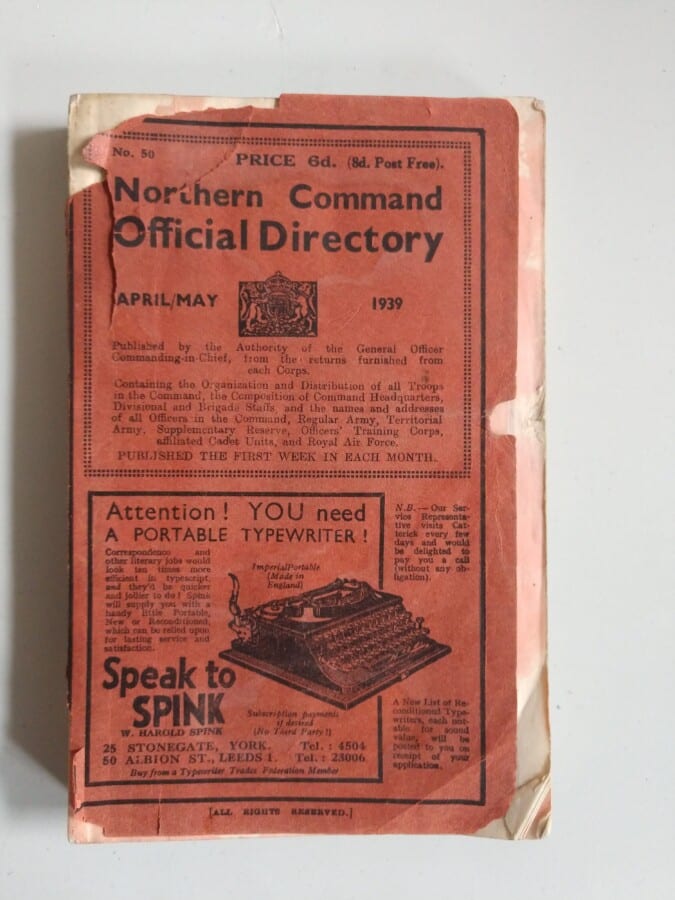 No. 50
PRICE 6d. (8d. Post Free).
Northern Command
Official Directory
APRIL/MAY 1939
Published by the Authority of the General Officer
Commanding-in-Chief, from the returns furnished from
each Corps.
Containing the Organization and Distribution of all Troops
in the Command, the Composition of Command Headquarters,
Divisional and Brigade Staffs, and the names and addresses
of all Officers in the Command, Regular Army, Territorial
Army, Supplementary Reserve, Officers' Training Corps,
affiliated Cadet Units, and Royal Air Force.
PUBLISHED THE FIRST WEEK IN EACH MONTH.
Attention! YOU need
A PORTABLE TYPEWRITER!
Correspondence and
other literary jobs would
look ten times more
efficient in typescript,
and they'd be quicker
and jollier to do! Spink
will supply you with a
handy little Portable,
New or Reconditioned,
which can be relied upon
for lasting service and
satisfaction.
Imperial Portable
(Made in
England)
Speak to
SPINK
W. HAROLD SPINK
Subscription payments
if desired
(No Third Party!)
25 STONEGATE, YORK. Tel.: 4504
50 ALBION ST., LEEDS 1. Tel.: 23006
Buy from a Typewriter Trades Federation Member
N.B.—Our Ser-
vice Representa-
tive visits Cat-
terick every few
days and would
be delighted to
pay you a call
(without any ob-
ligation).
A New List of Re-
conditioned Type-
writers, each not-
able for sound
value, will be
posted to you on
receipt of your
application.
[ALL RIGHTS RESERVED.]